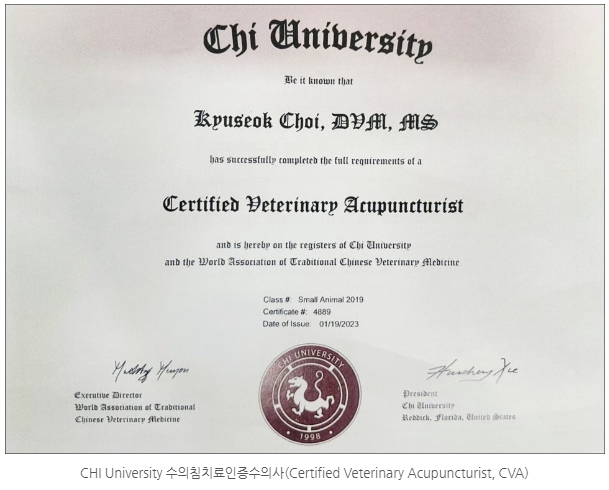 Chi University
Be it known that
Kyuseok Choi, DVM, MS
has successfully completed the full requirements of a
Certified Veterinary Acupuncturist
and is hereby on the registers of Chi University
and the World Association of Traditional Chinese Veterinary Medicine
Class #: Small Animal 2019
Certificate #: 4889
Date of Issue: 01/19/2023
Executive Director
World Association of Traditional
Chinese Veterinary Medicine
CHI UNIVERSITY
1998
President
Chi University
Reddick, Florida, United States
CHI University 수의침치료인증수의사(Certified Veterinary Acupuncturist, CVA)